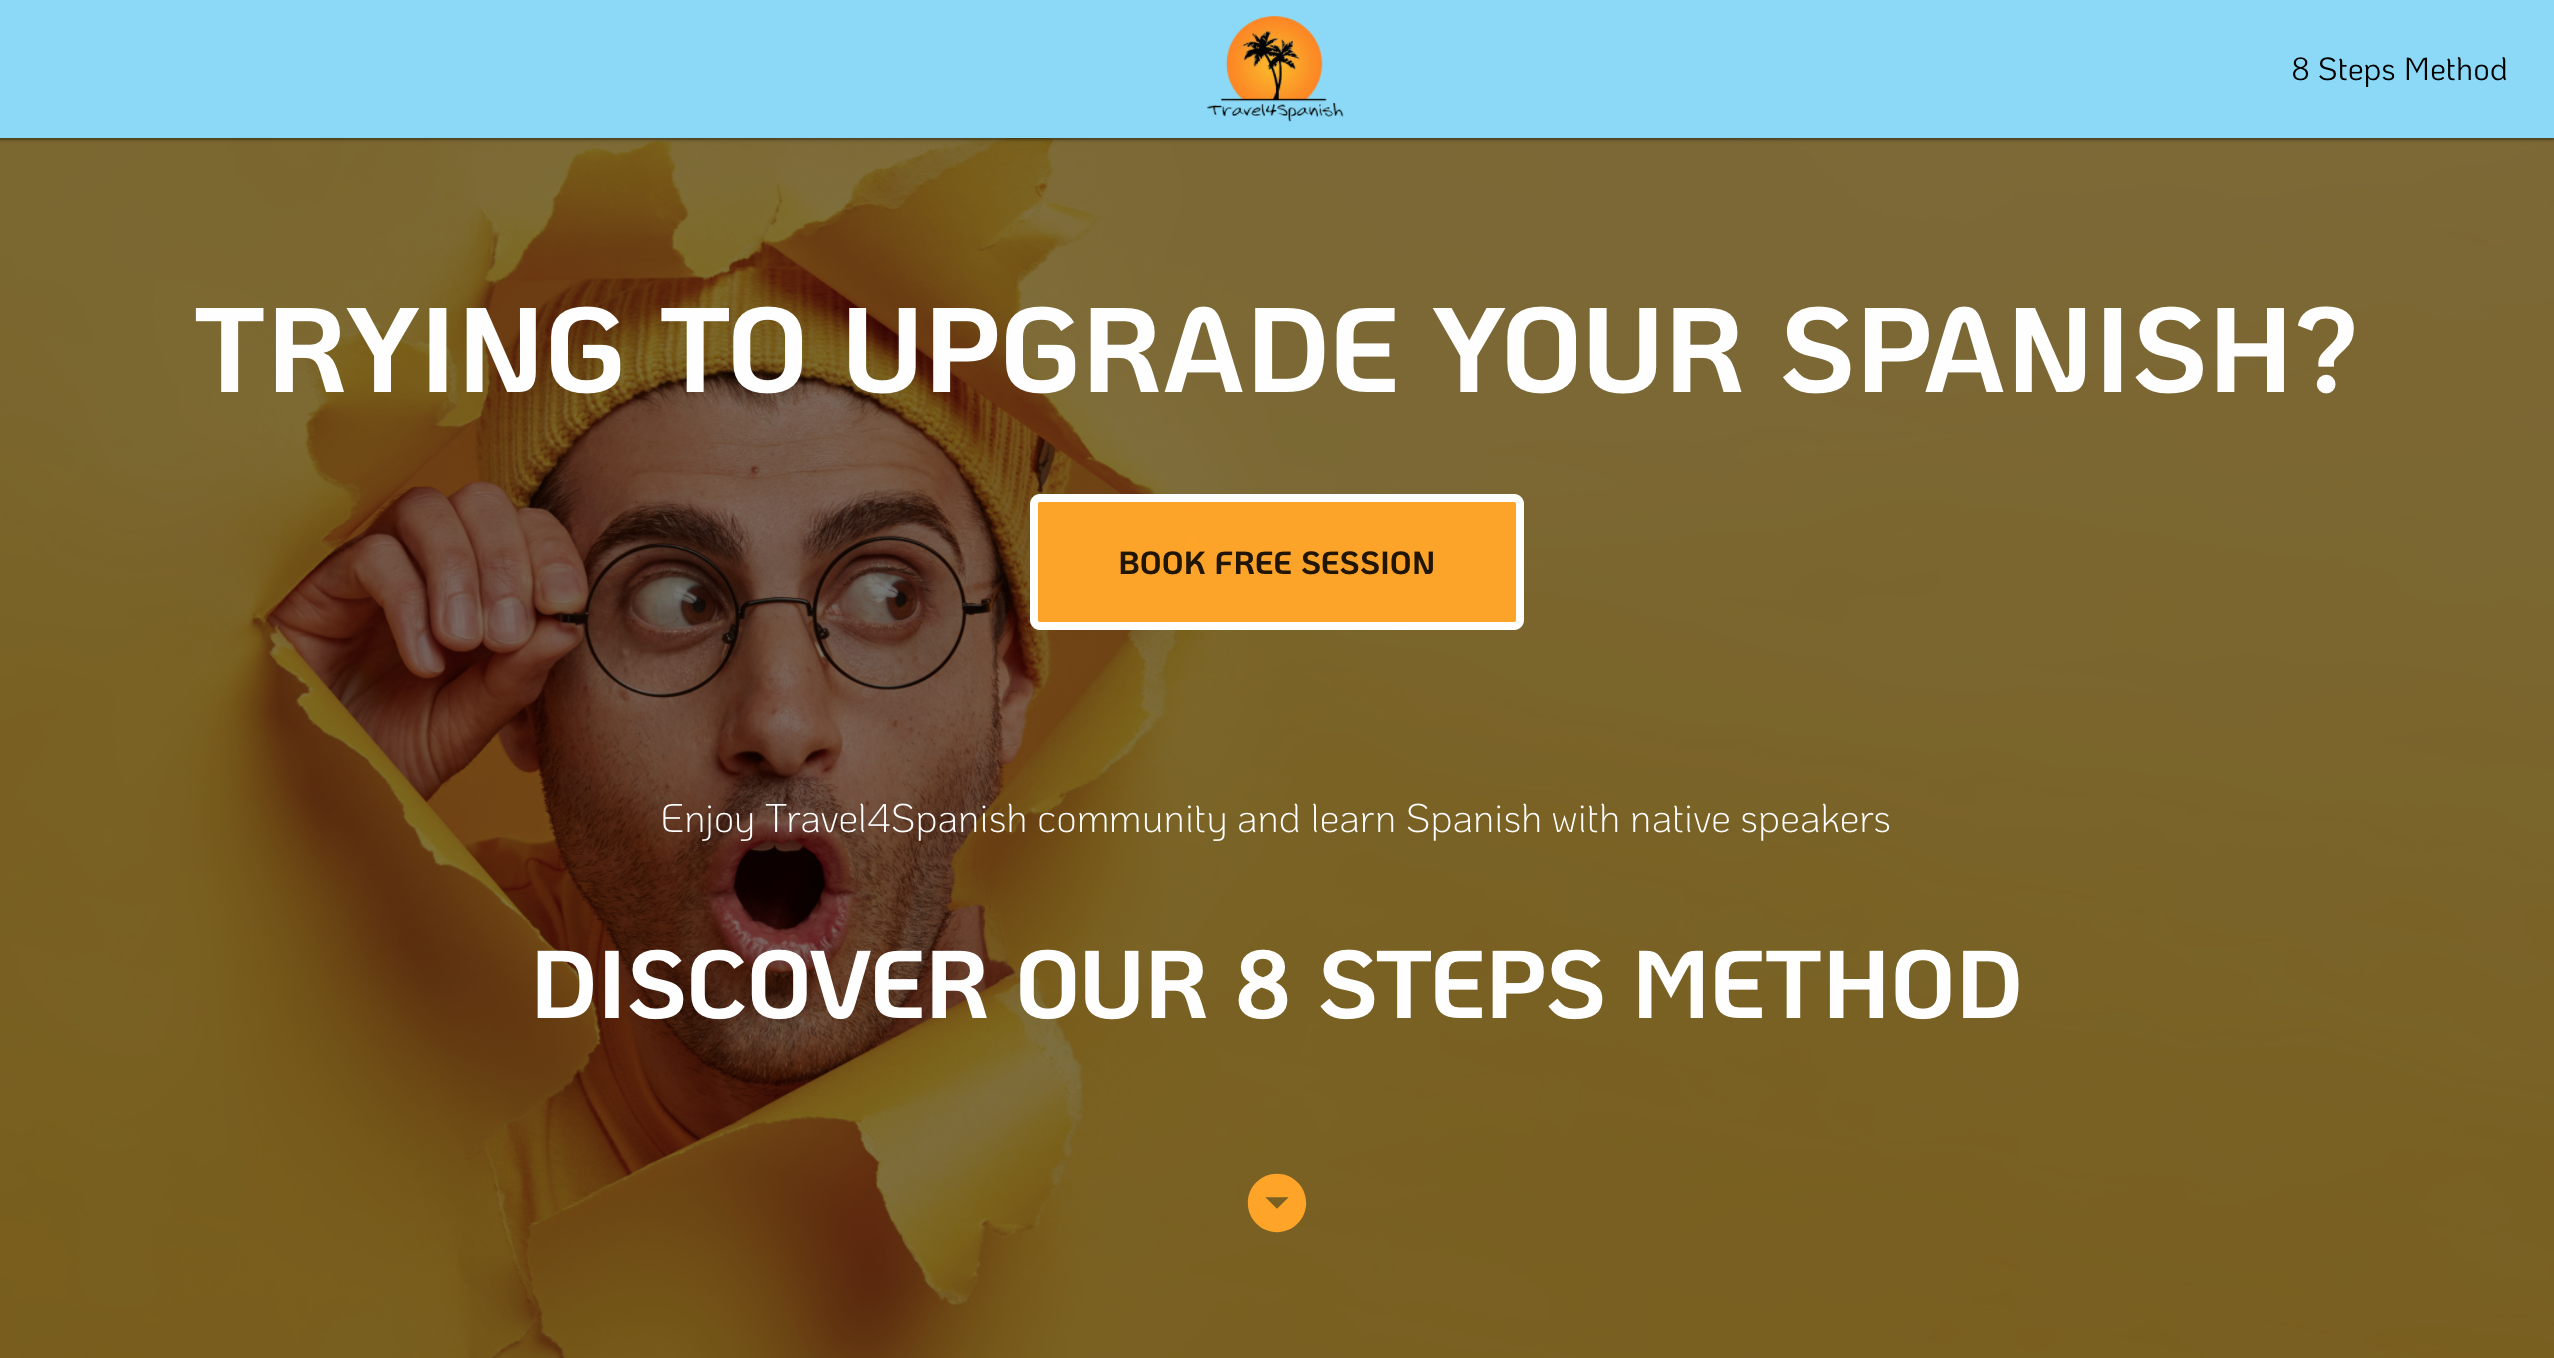 Travel4Spanish
8 Steps Method
TRYING TO UPGRADE YOUR SPANISH?
BOOK FREE SESSION
Enjoy Travel4Spanish community and learn Spanish with native speakers
DISCOVER OUR 8 STEPS METHOD